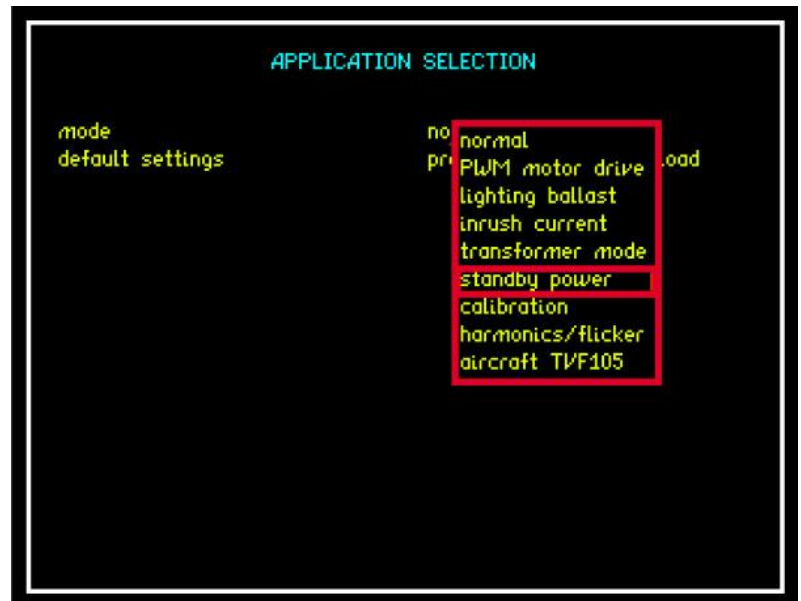 APPLICATION SELECTION
mode
no
normal
default settings
PWM motor drive
lighting ballast
inrush current
transformer mode
standby power
calibration
harmonics/flicker
aircraft TVF105